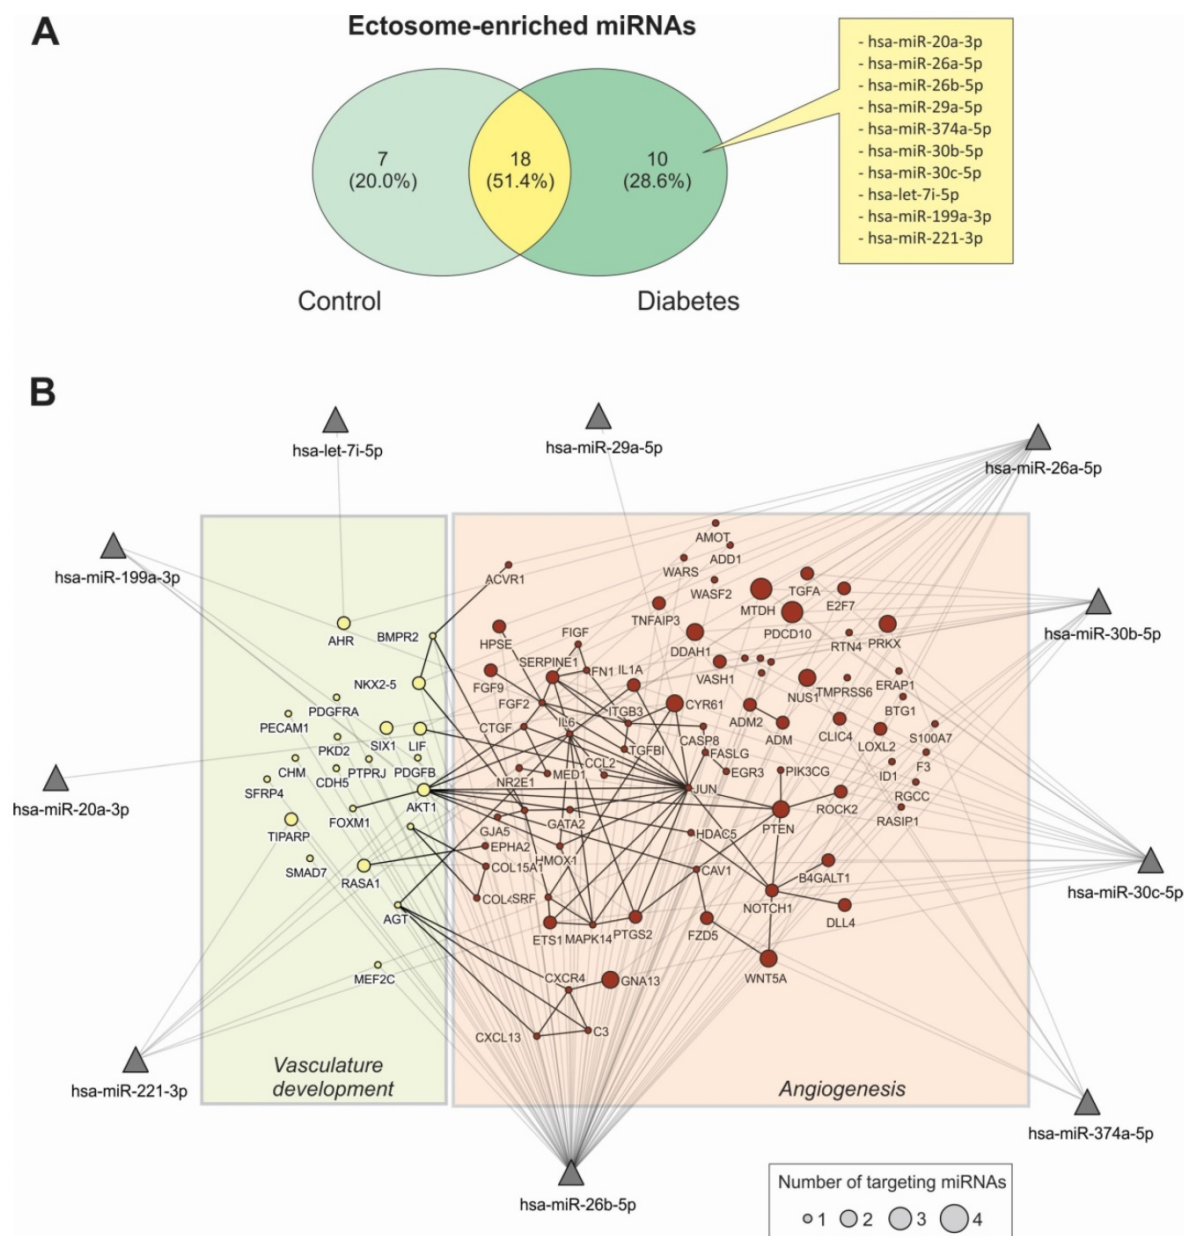 A
Ectosome-enriched miRNAs
- hsa-miR-20a-3p
- hsa-miR-26a-5p
- hsa-miR-26b-5p
- hsa-miR-29a-5p
- hsa-miR-374a-5p
- hsa-miR-30b-5p
- hsa-miR-30c-5p
- hsa-let-7i-5p
- hsa-miR-199a-3p
- hsa-miR-221-3p
7
(20.0%)
18
(51.4%)
10
(28.6%)
Control
Diabetes
B
hsa-let-7i-5p
hsa-miR-29a-5p
hsa-miR-26a-5p
hsa-miR-199a-3p
hsa-miR-30b-5p
hsa-miR-20a-3p
hsa-miR-30c-5p
hsa-miR-221-3p
hsa-miR-374a-5p
hsa-miR-26b-5p
AHR
BMPR2
NKX2-5
PDGFRA
PECAM1
SIX1
LIF
PKD2
CHM
CDH5
PTPRJ
PDGFB
SFRP4
AKT1
FOXM1
TIPARP
SMAD7
RASA1
AGT
MEF2C
Vasculature
development
AMOT
ADD1
WARS
WASF2
ACVR1
TNFAIP3
MTDH
TGFA
E2F7
PDCD10
RTN4
PRKX
HPSE
FIGF
DDAH1
SERPINE1
FN1
IL1A
VASH1
FGF9
NUS1
TMPRSS6
ERAP1
BTG1
FGF2
ITGB3
CYR61
ADM2
ADM
CLIC4
LOXL2
S100A7
CTGF
IL6
CASP8
TGFBI
FASLG
F3
ID1
CCL2
NR2E1
MED1
EGR3
PIK3CG
RGCC
JUN
ROCK2
RASIP1
GJA5
GATA2
HDAC5
PTEN
EPHA2
HMOX1
COL15A1
CAV1
B4GALT1
SRF
NOTCH1
DLL4
ETS1
MAPK14
PTGS2
FZD5
WNT5A
CXCR4
GNA13
CXCL13
C3
Angiogenesis
Number of targeting miRNAs
1 2 3 4